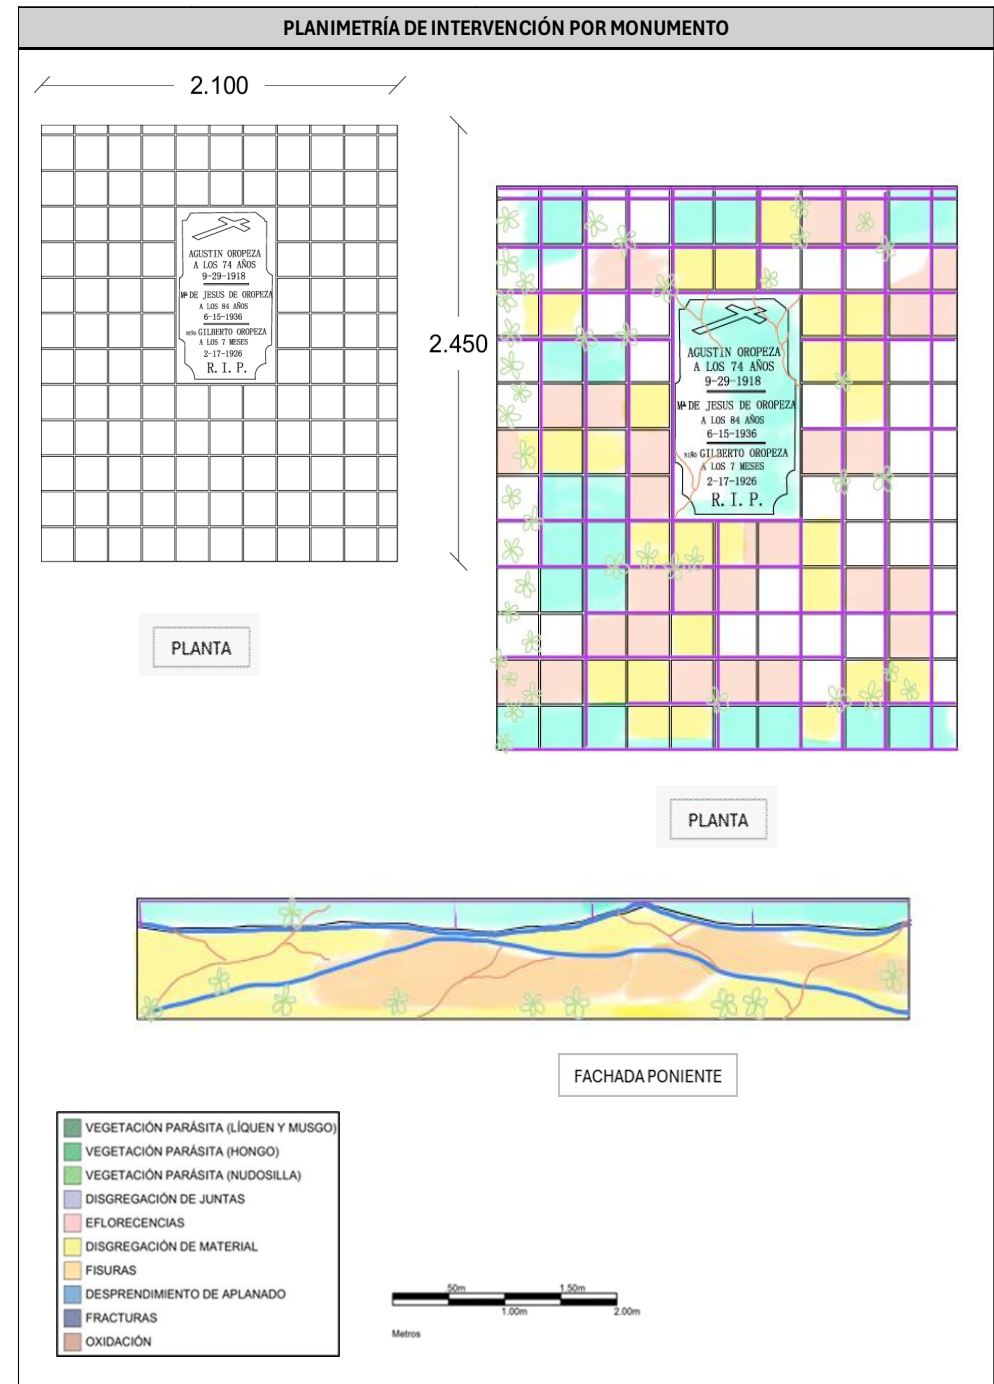 PLANIMETRÍA DE INTERVENCIÓN POR MONUMENTO
2.100
2.450
AGUSTIN OROPEZA
A LOS 74 AÑOS
9-29-1918
Mª DE JESUS DE OROPEZA
A LOS 84 AÑOS
6-15-1936
NIÑO GILBERTO OROPEZA
A LOS 7 MESES
2-17-1926
R. I. P.
PLANTA
AGUSTIN OROPEZA
A LOS 74 AÑOS
9-29-1918
Mª DE JESUS DE OROPEZA
A LOS 84 AÑOS
6-15-1936
NIÑO GILBERTO OROPEZA
A LOS 7 MESES
2-17-1926
R. I. P.
PLANTA
FACHADA PONIENTE
VEGETACIÓN PARÁSITA (LÍQUEN Y MUSGO)
VEGETACIÓN PARÁSITA (HONGO)
VEGETACIÓN PARÁSITA (NUDOSILLA)
DISGREGACIÓN DE JUNTAS
EFLORECENCIAS
DISGREGACIÓN DE MATERIAL
FISURAS
DESPRENDIMIENTO DE APLANADO
FRACTURAS
OXIDACIÓN
.50m 1.50m
1.00m 2.00m
Metros